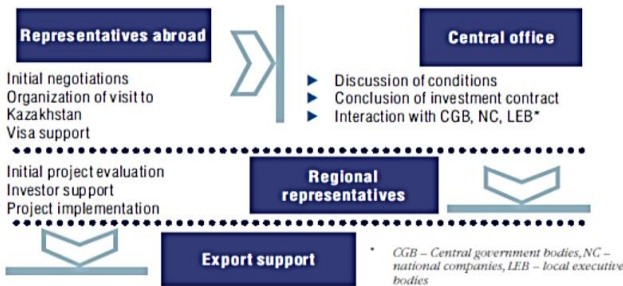 Representatives abroad
Initial negotiations
Organization of visit to
Kazakhstan
Visa support
Central office
Discussion of conditions
Conclusion of investment contract
Interaction with CGB, NC, LEB*
Initial project evaluation
Investor support
Project implementation
Regional
representatives
Export support
* CGB – Central government bodies, NC –
national companies, LEB – local executive
bodies